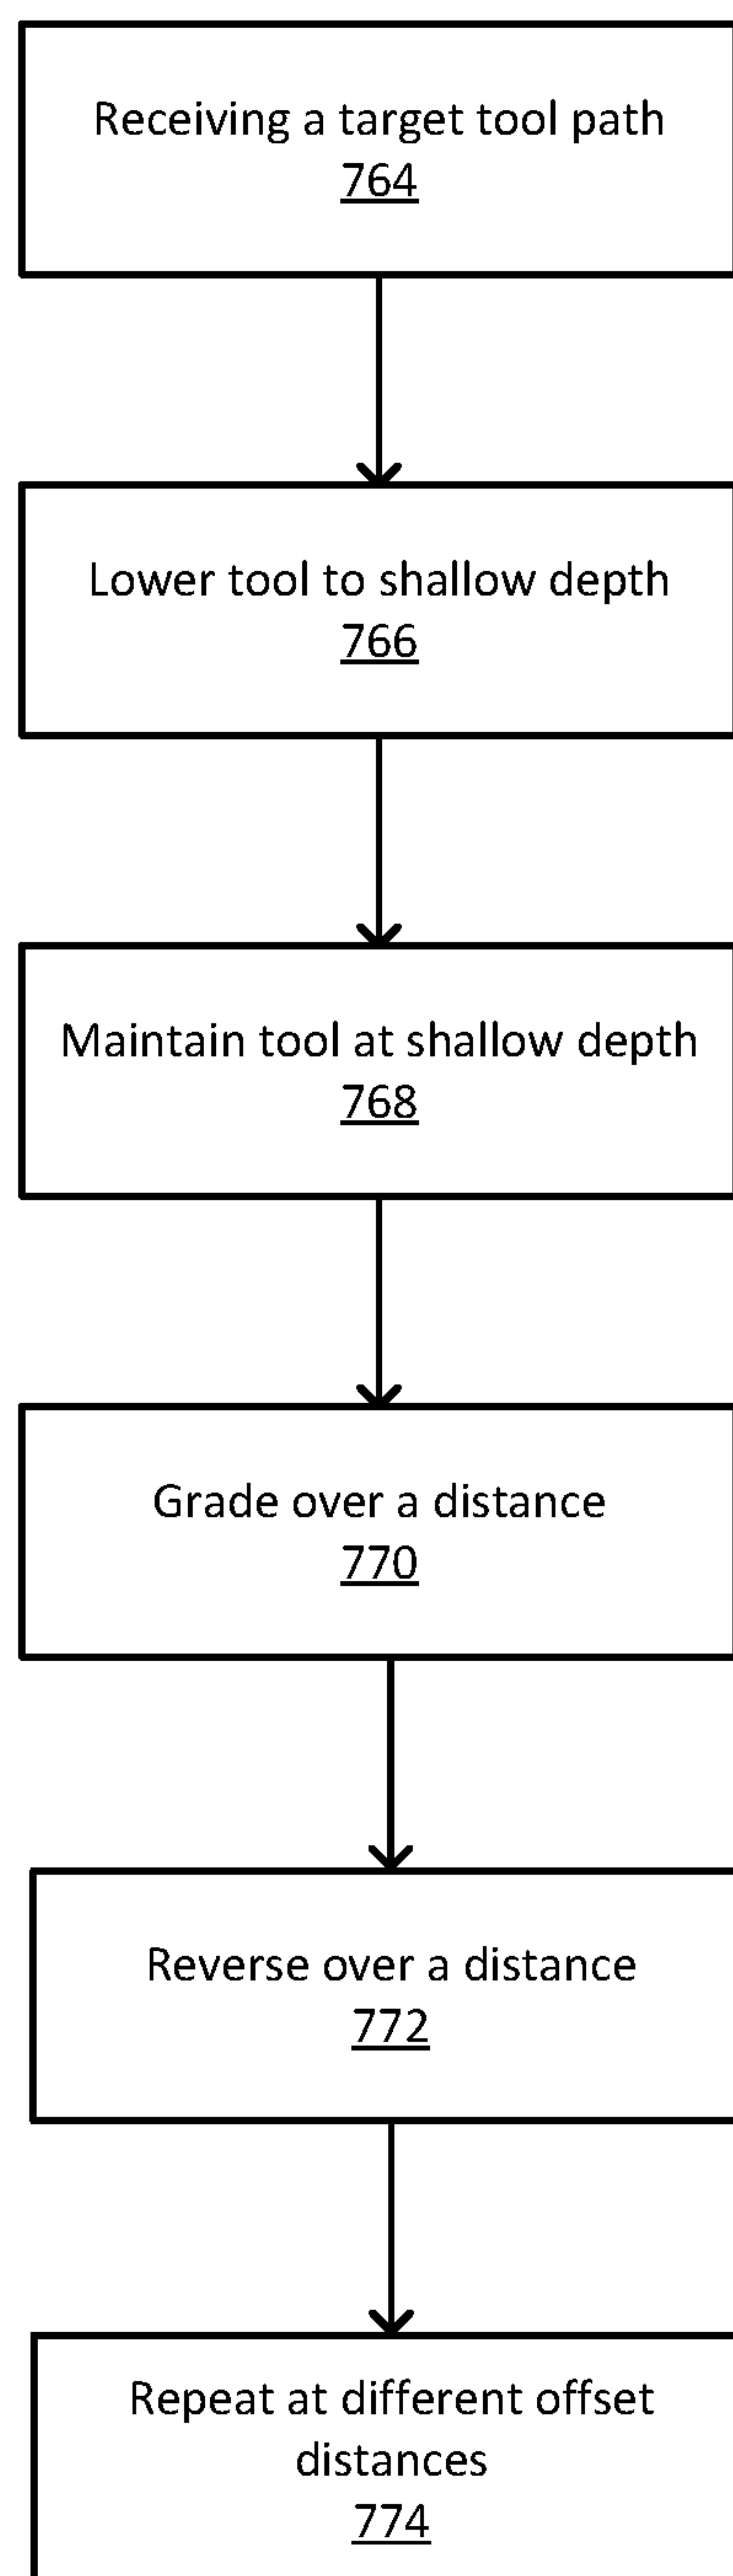 Receiving a target tool path
764
Lower tool to shallow depth
766
Maintain tool at shallow depth
768
Grade over a distance
770
Reverse over a distance
772
Repeat at different offset
distances
774